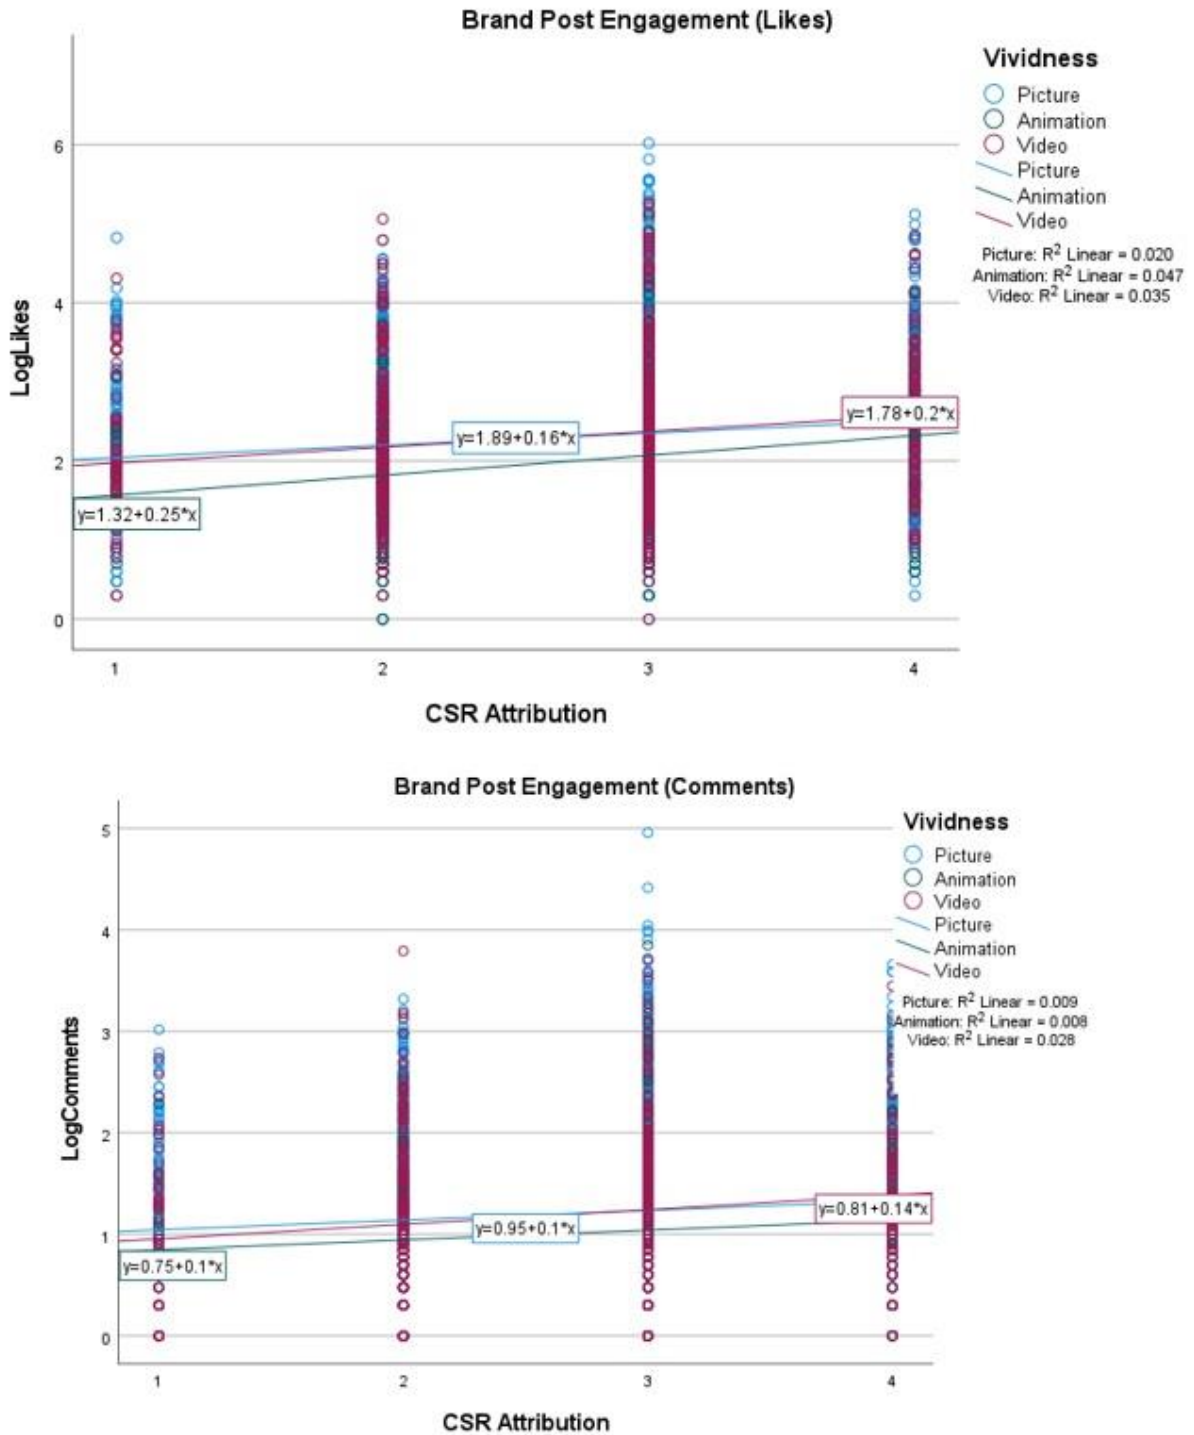 Brand Post Engagement (Likes)
Vividness
Picture
Animation
Video
Picture
Animation
Video
Picture: R² Linear = 0.020
Animation: R² Linear = 0.047
Video: R² Linear = 0.035
LogLikes
6
4
2
0
y=1.78+0.2*x
y=1.89+0.16*x
y=1.32+0.25*x
1 2 3 4
CSR Attribution
Brand Post Engagement (Comments)
Vividness
Picture
Animation
Video
Picture
Animation
Video
Picture: R² Linear = 0.009
Animation: R² Linear = 0.008
Video: R² Linear = 0.028
LogComments
5
4
3
2
1
0
y=0.81+0.14*x
y=0.95+0.1*x
y=0.75+0.1*x
1 2 3 4
CSR Attribution